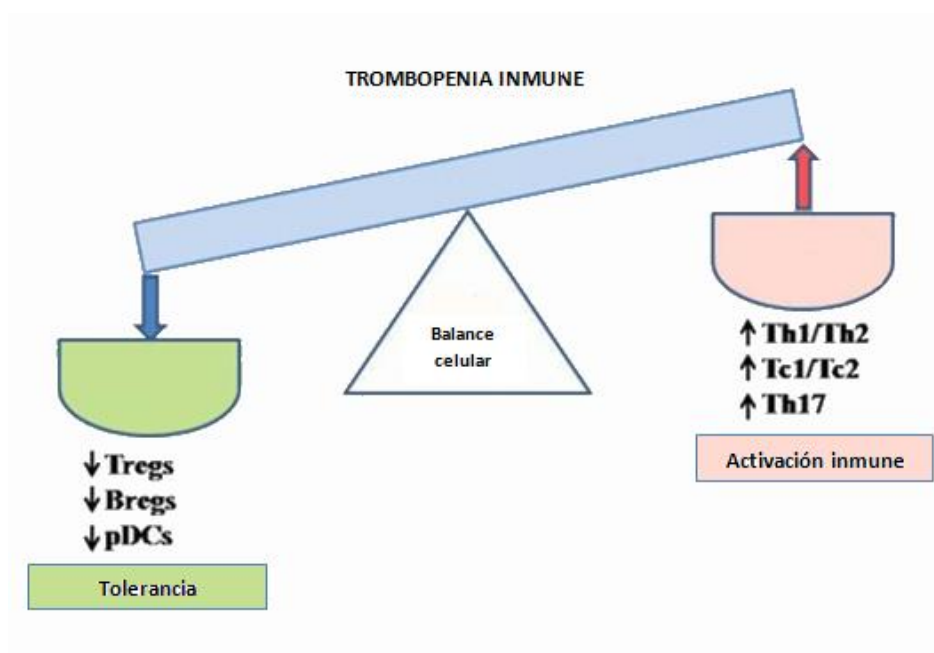 TROMBOPENIA INMUNE
Balance
celular
↑ Th1/Th2
↑ Tc1/Tc2
↑ Th17
Activación inmune
↓ Tregs
↓ Bregs
↓ pDCs
Tolerancia